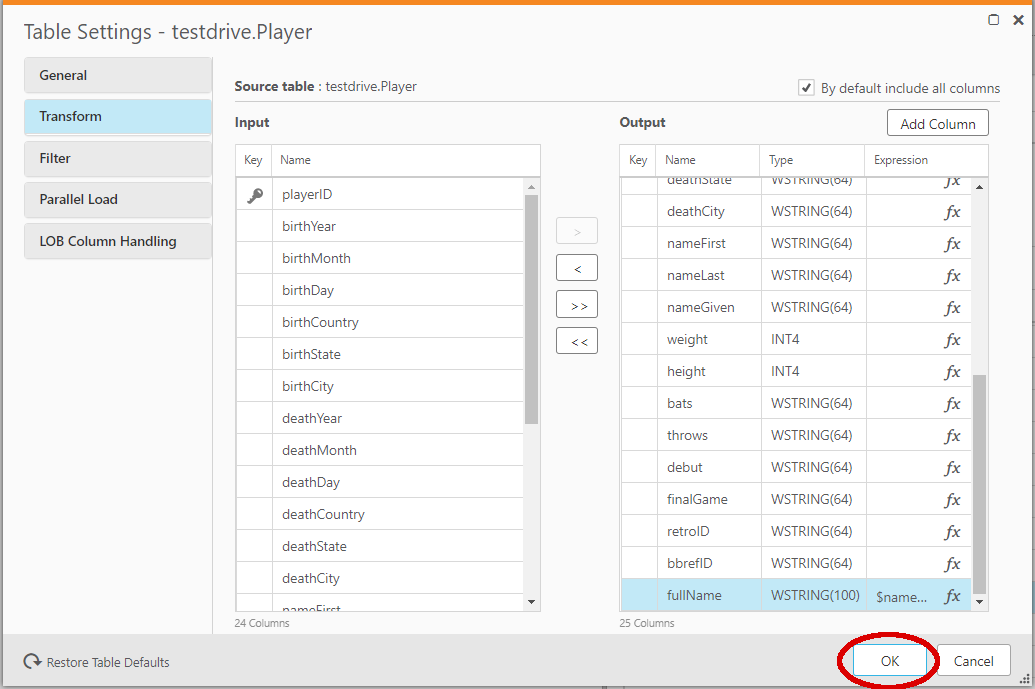 Table Settings - testdrive.Player
General
Transform
Filter
Parallel Load
LOB Column Handling
Source table : testdrive.Player
By default include all columns
Input
Key Name
playerID
birthYear
birthMonth
birthDay
birthCountry
birthState
birthCity
deathYear
deathMonth
deathDay
deathCountry
deathState
deathCity
nameFirst
24 Columns
>
<
>>
<<
Output
Add Column
Key Name Type Expression
deathState WSTRING(64) fx
deathCity WSTRING(64) fx
nameFirst WSTRING(64) fx
nameLast WSTRING(64) fx
nameGiven WSTRING(64) fx
weight INT4 fx
height INT4 fx
bats WSTRING(64) fx
throws WSTRING(64) fx
debut WSTRING(64) fx
finalGame WSTRING(64) fx
retroID WSTRING(64) fx
bbrefID WSTRING(64) fx
fullName WSTRING(100) $name... fx
25 Columns
Restore Table Defaults
OK
Cancel